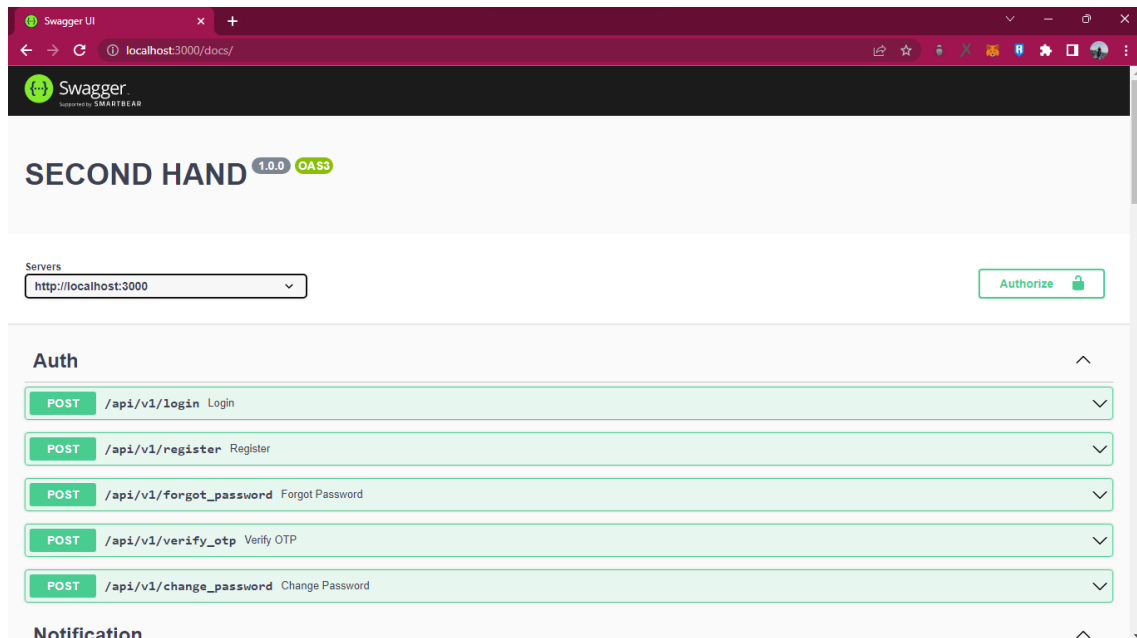 Swagger UI
localhost:3000/docs/
Swagger.
Supported by SMARTBEAR
SECOND HAND 1.0.0 OAS3
Servers
http://localhost:3000
Authorize
Auth
POST /api/v1/login Login
POST /api/v1/register Register
POST /api/v1/forgot_password Forgot Password
POST /api/v1/verify_otp Verify OTP
POST /api/v1/change_password Change Password
Notification